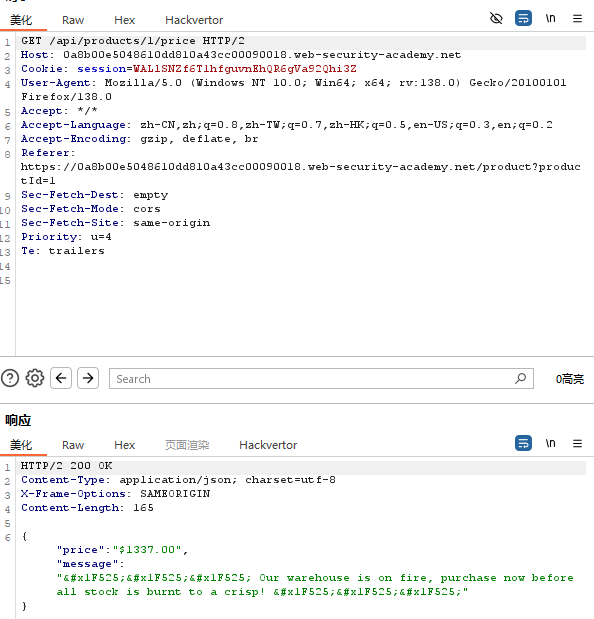 美化 Raw Hex Hackvertor \n
1 GET /api/products/1/price HTTP/2
2 Host: 0a8b00e5048610dd810a43cc00090018.web-security-academy.net
3 Cookie: session=WAL1SNZf6T1hfguvnEhQR6gVa92Qhi3Z
4 User-Agent: Mozilla/5.0 (Windows NT 10.0; Win64; x64; rv:138.0) Gecko/20100101
Firefox/138.0
5 Accept: */*
6 Accept-Language: zh-CN,zh;q=0.8,zh-TW;q=0.7,zh-HK;q=0.5,en-US;q=0.3,en;q=0.2
7 Accept-Encoding: gzip, deflate, br
8 Referer:
https://0a8b00e5048610dd810a43cc00090018.web-security-academy.net/product?produc
tId=1
9 Sec-Fetch-Dest: empty
10 Sec-Fetch-Mode: cors
11 Sec-Fetch-Site: same-origin
12 Priority: u=4
13 Te: trailers
14
15
Search 0高亮
响应
美化 Raw Hex 页面渲染 Hackvertor \n
1 HTTP/2 200 OK
2 Content-Type: application/json; charset=utf-8
3 X-Frame-Options: SAMEORIGIN
4 Content-Length: 165
5
6 {
"price":"$1337.00",
"message":
"&#x1F525;&#x1F525;&#x1F525; Our warehouse is on fire, purchase now before
all stock is burnt to a crisp! &#x1F525;&#x1F525;&#x1F525;"
}